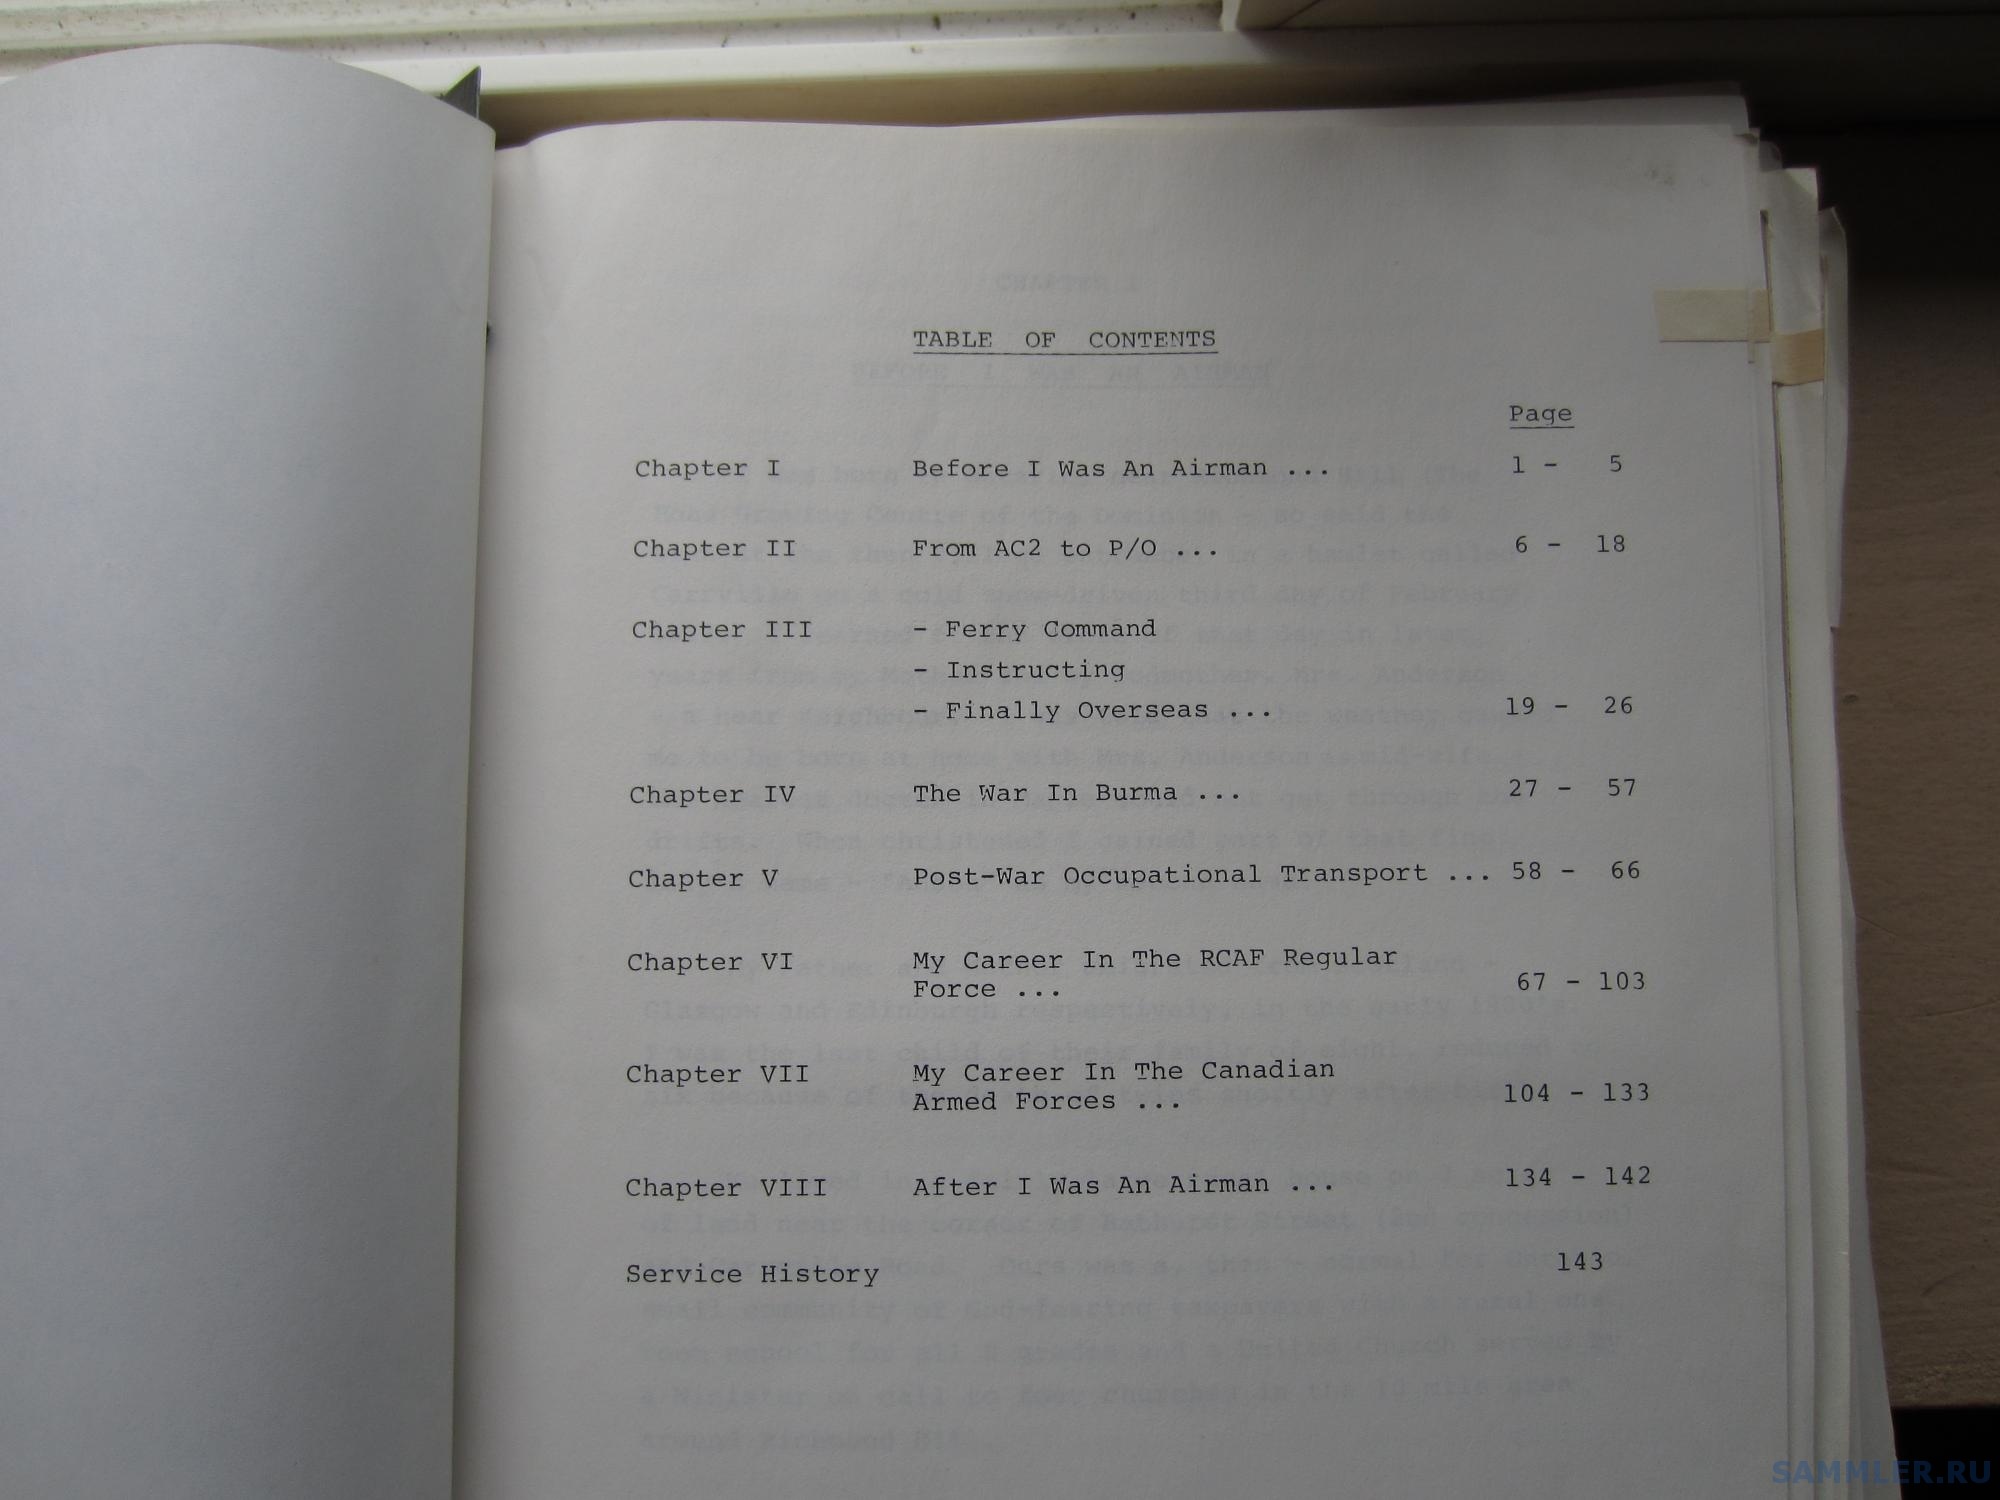 TABLE OF CONTENTS
Page
Chapter I Before I Was An Airman ... 1 - 5
Chapter II From AC2 to P/O ... 6 - 18
Chapter III - Ferry Command
- Instructing
- Finally Overseas ... 19 - 26
Chapter IV The War In Burma ... 27 - 57
Chapter V Post-War Occupational Transport ... 58 - 66
Chapter VI My Career In The RCAF Regular
Force ... 67 - 103
Chapter VII My Career In The Canadian
Armed Forces ... 104 - 133
Chapter VIII After I Was An Airman ... 134 - 142
Service History 143
SAMMLER.RU